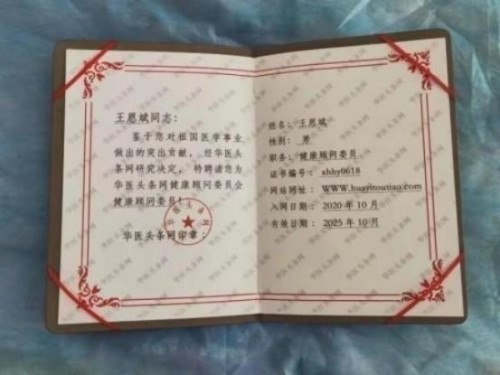 王恩斌同志：
鉴于您对祖国医学事业
做出的突出贡献，经华医头
条网研究决定，特聘请您为
华医头条网健康顾问委员会
健康顾问委员！
华医头条网印章：
华医头条网
姓名：王恩斌
性别：男
职务：健康顾问委员
证书编号：xhhy0618
网站网址：WWW.huayitoutiao.com
入网日期：2020年10月
有效日期：2025年10月